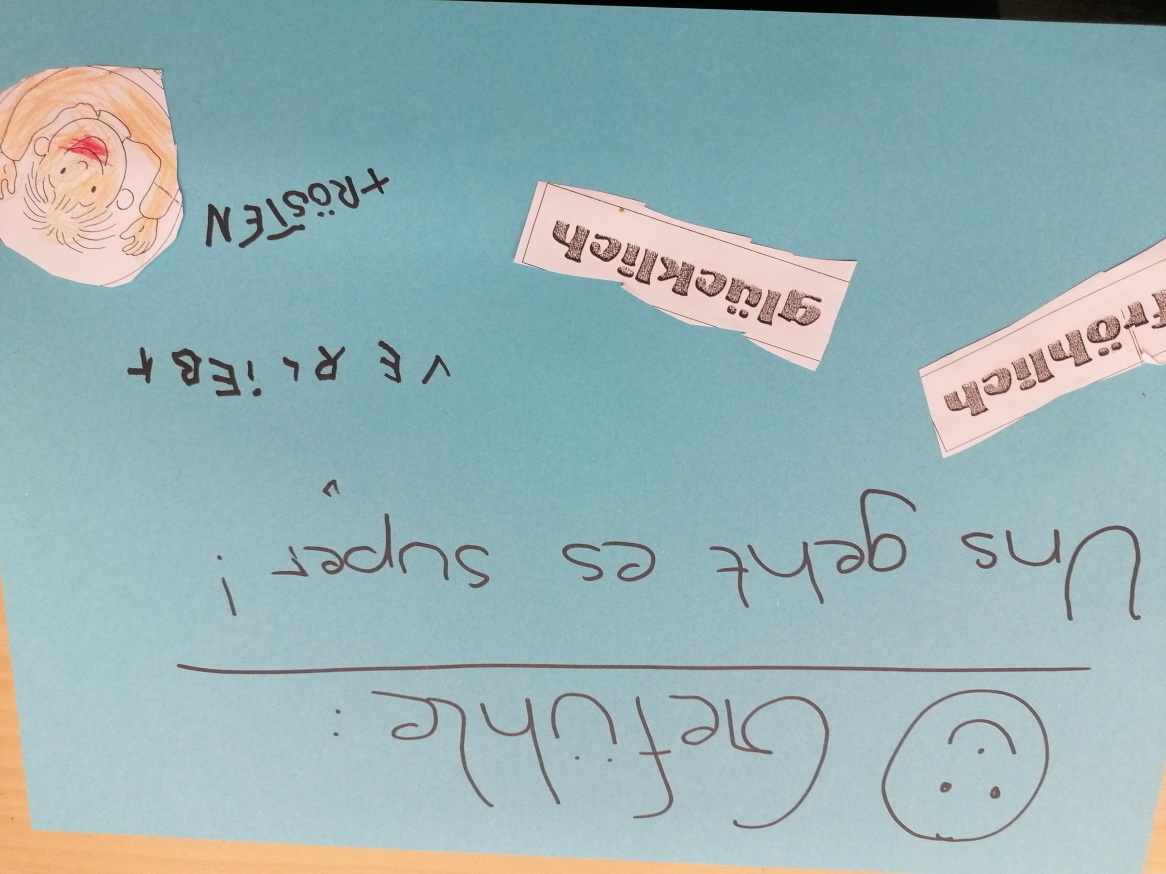 Gefühle:
Uns geht es super!
fröhlich
VERLiEBt
glücklich
tRÖSTEN